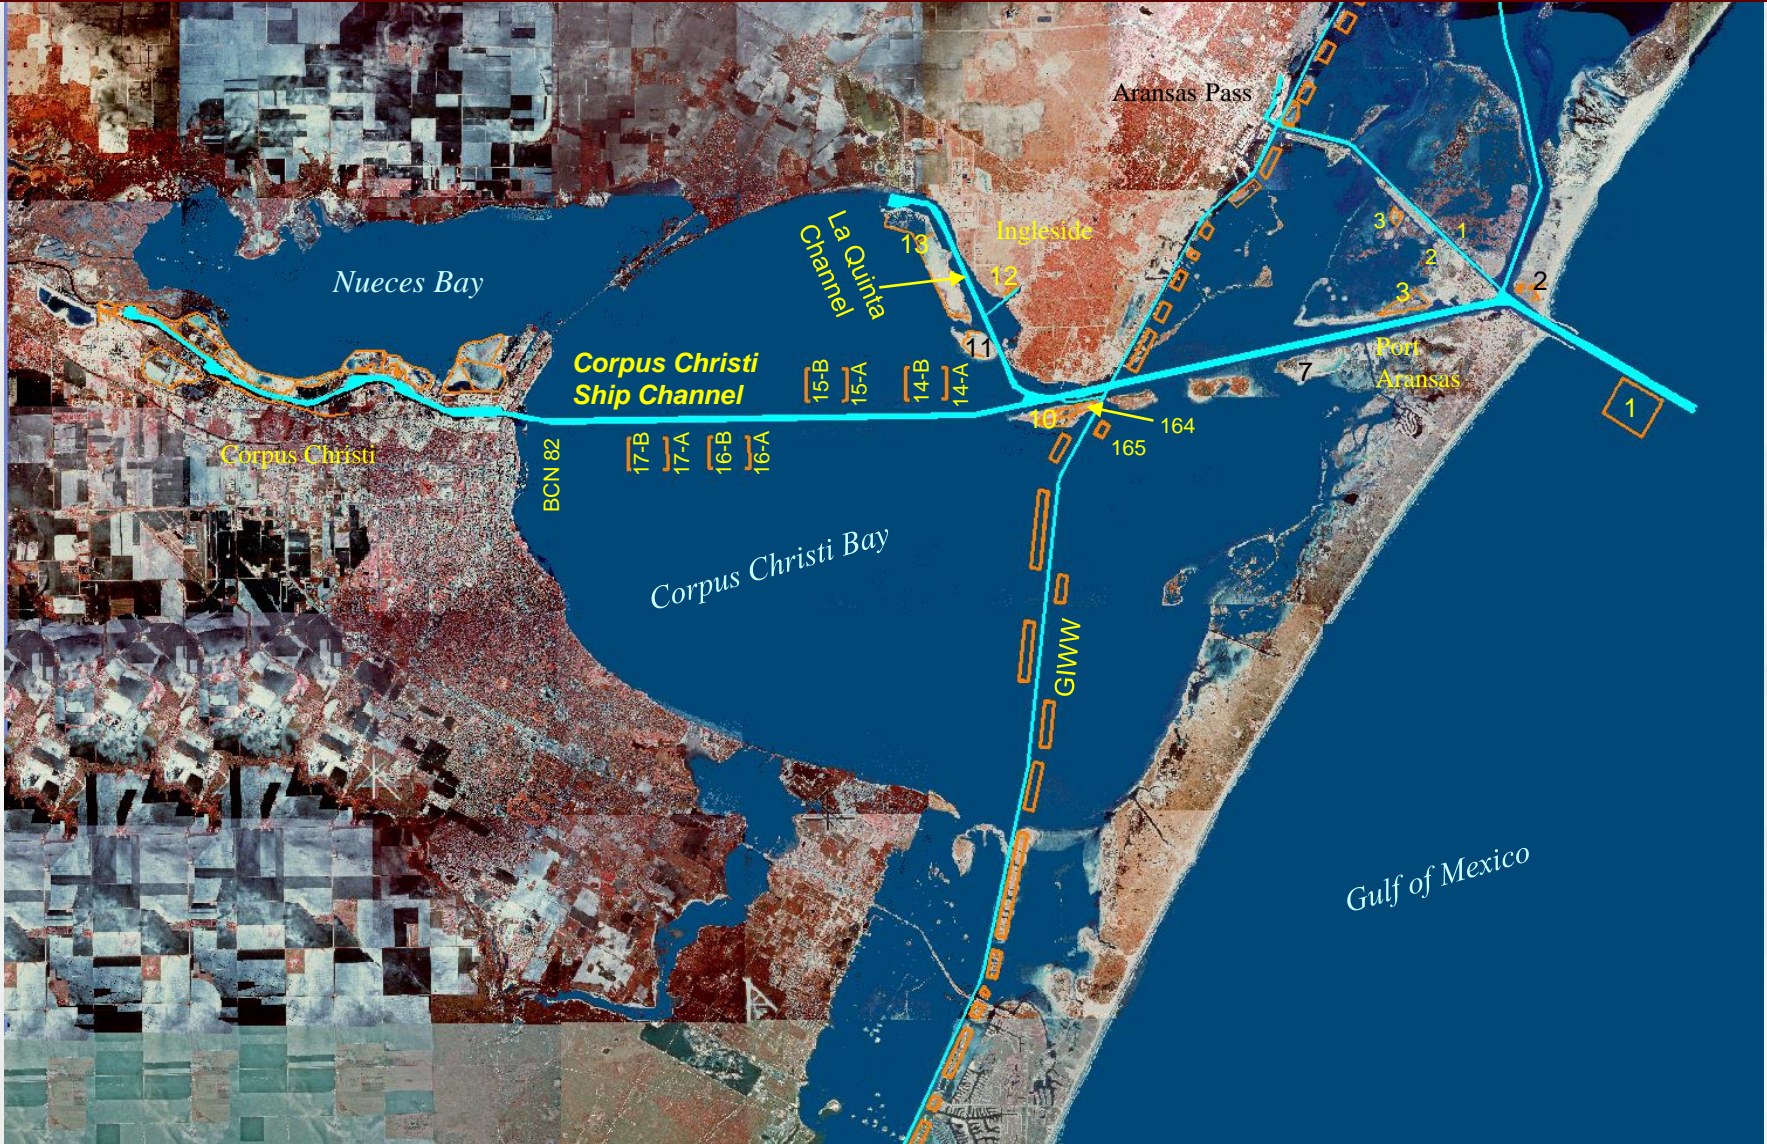 Aransas Pass
3
1
2
Ingleside
La Quinta
Channel
13
12
Nueces Bay
3
2
11
Port
Aransas
7
1
Corpus Christi
Ship Channel
15-B
15-A
14-B
14-A
10
164
165
Corpus Christi
BCN 82
17-B
17-A
16-B
16-A
Corpus Christi Bay
GIWW
Gulf of Mexico